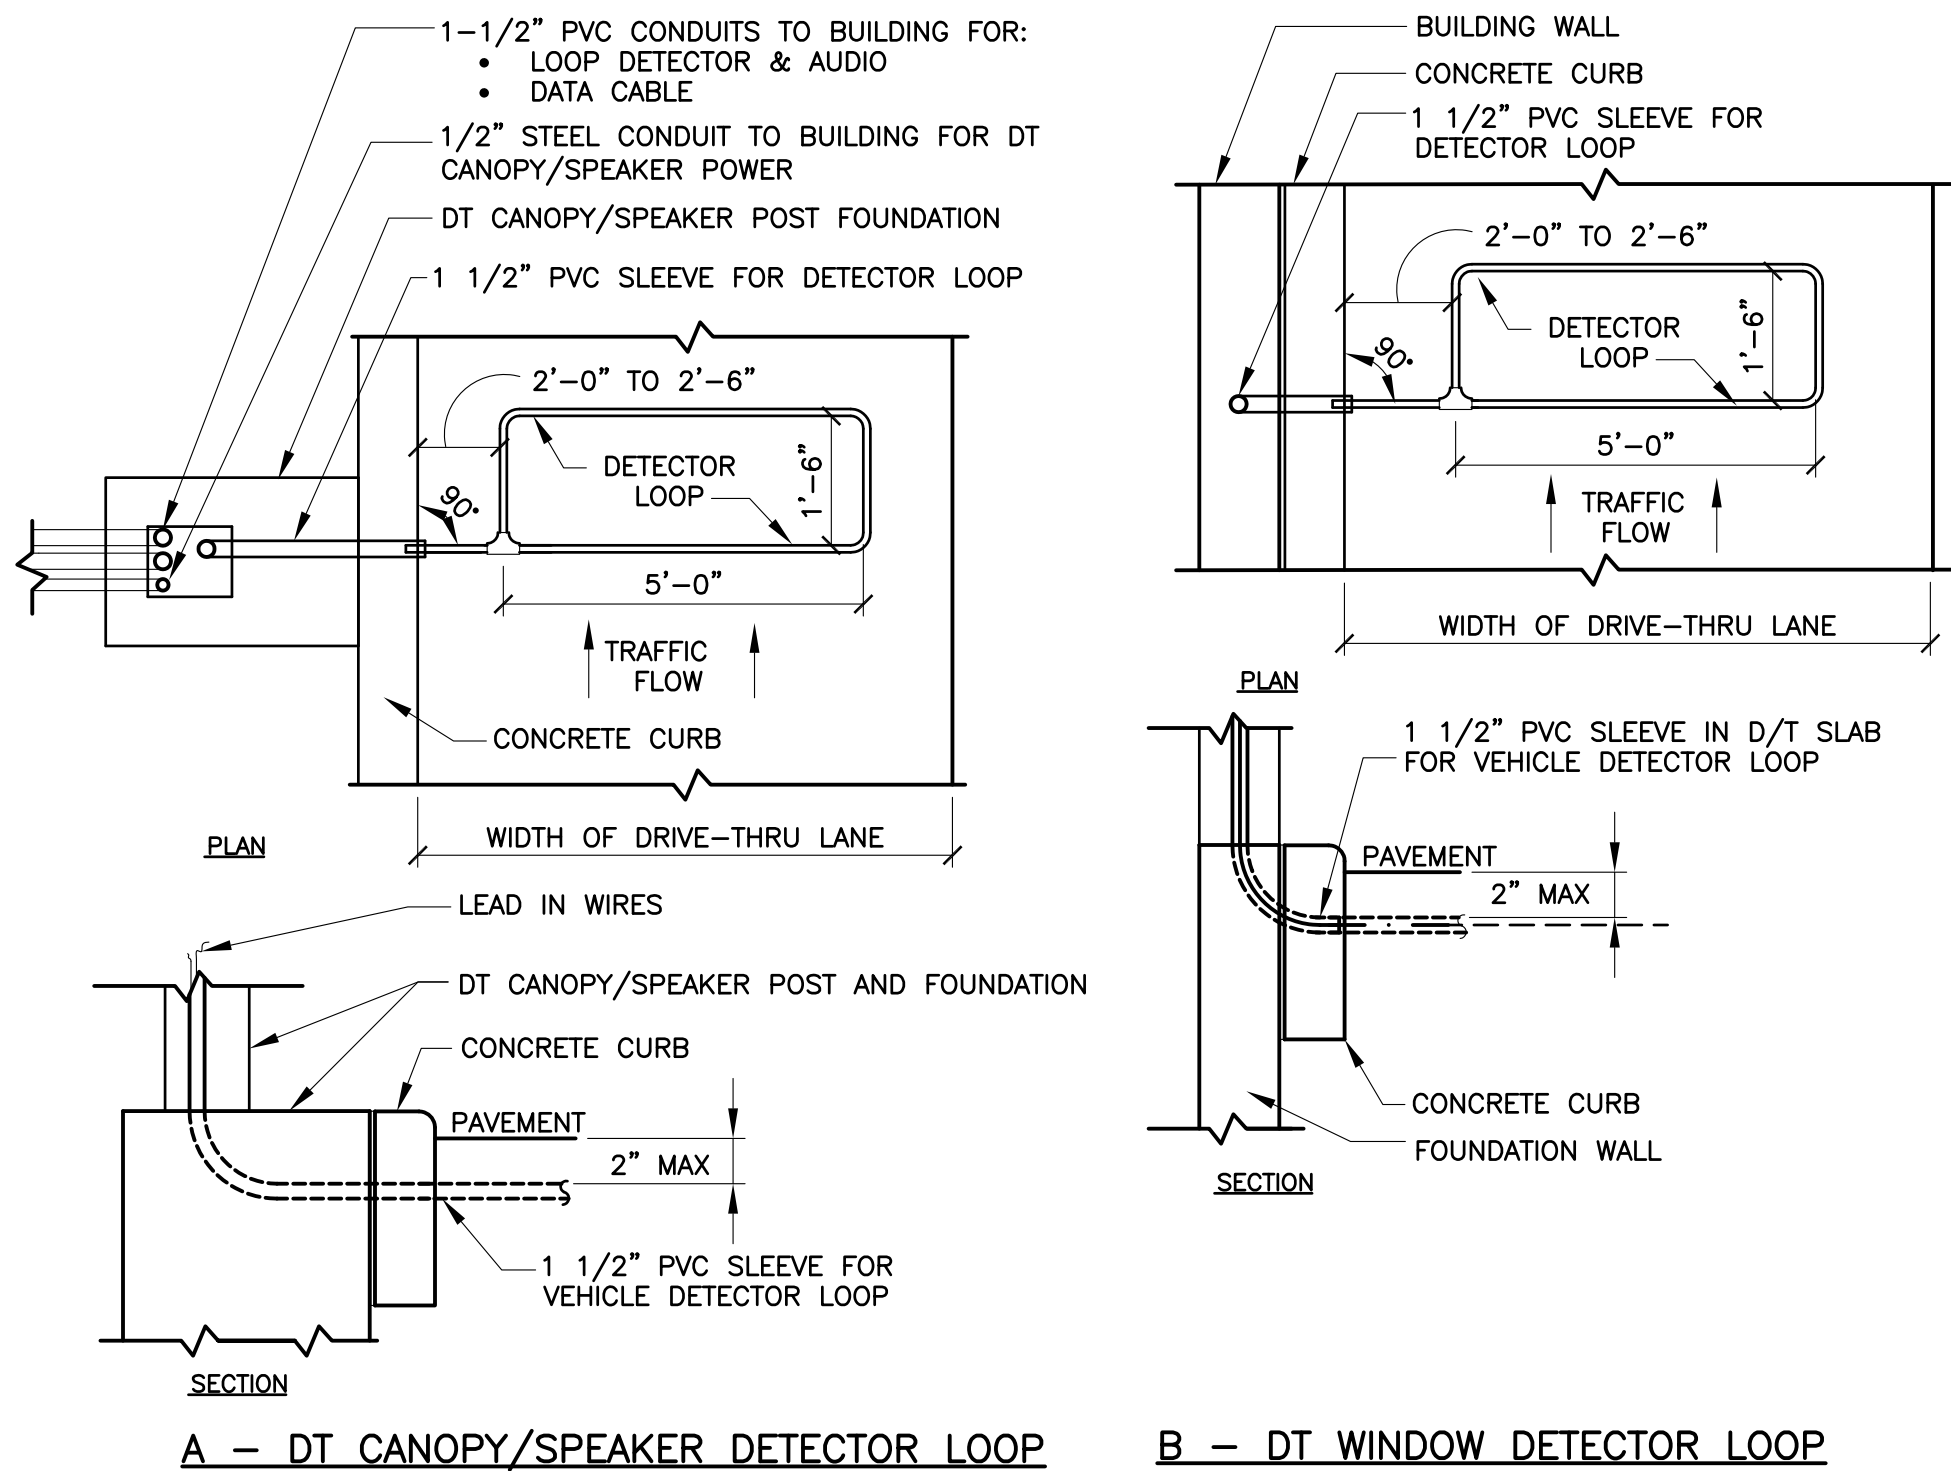 1-1/2" PVC CONDUITS TO BUILDING FOR:
• LOOP DETECTOR & AUDIO
• DATA CABLE
1/2" STEEL CONDUIT TO BUILDING FOR DT
CANOPY/SPEAKER POWER
DT CANOPY/SPEAKER POST FOUNDATION
1 1/2" PVC SLEEVE FOR DETECTOR LOOP
2'-0" TO 2'-6"
DETECTOR
LOOP
1'-6"
90°
5'-0"
TRAFFIC
FLOW
CONCRETE CURB
WIDTH OF DRIVE-THRU LANE
PLAN
LEAD IN WIRES
DT CANOPY/SPEAKER POST AND FOUNDATION
CONCRETE CURB
PAVEMENT
2" MAX
1 1/2" PVC SLEEVE FOR
VEHICLE DETECTOR LOOP
SECTION
A - DT CANOPY/SPEAKER DETECTOR LOOP
BUILDING WALL
CONCRETE CURB
1 1/2" PVC SLEEVE FOR
DETECTOR LOOP
2'-0" TO 2'-6"
DETECTOR
LOOP
1'-6"
90°
5'-0"
TRAFFIC
FLOW
WIDTH OF DRIVE-THRU LANE
PLAN
1 1/2" PVC SLEEVE IN D/T SLAB
FOR VEHICLE DETECTOR LOOP
PAVEMENT
2" MAX
CONCRETE CURB
FOUNDATION WALL
SECTION
B - DT WINDOW DETECTOR LOOP